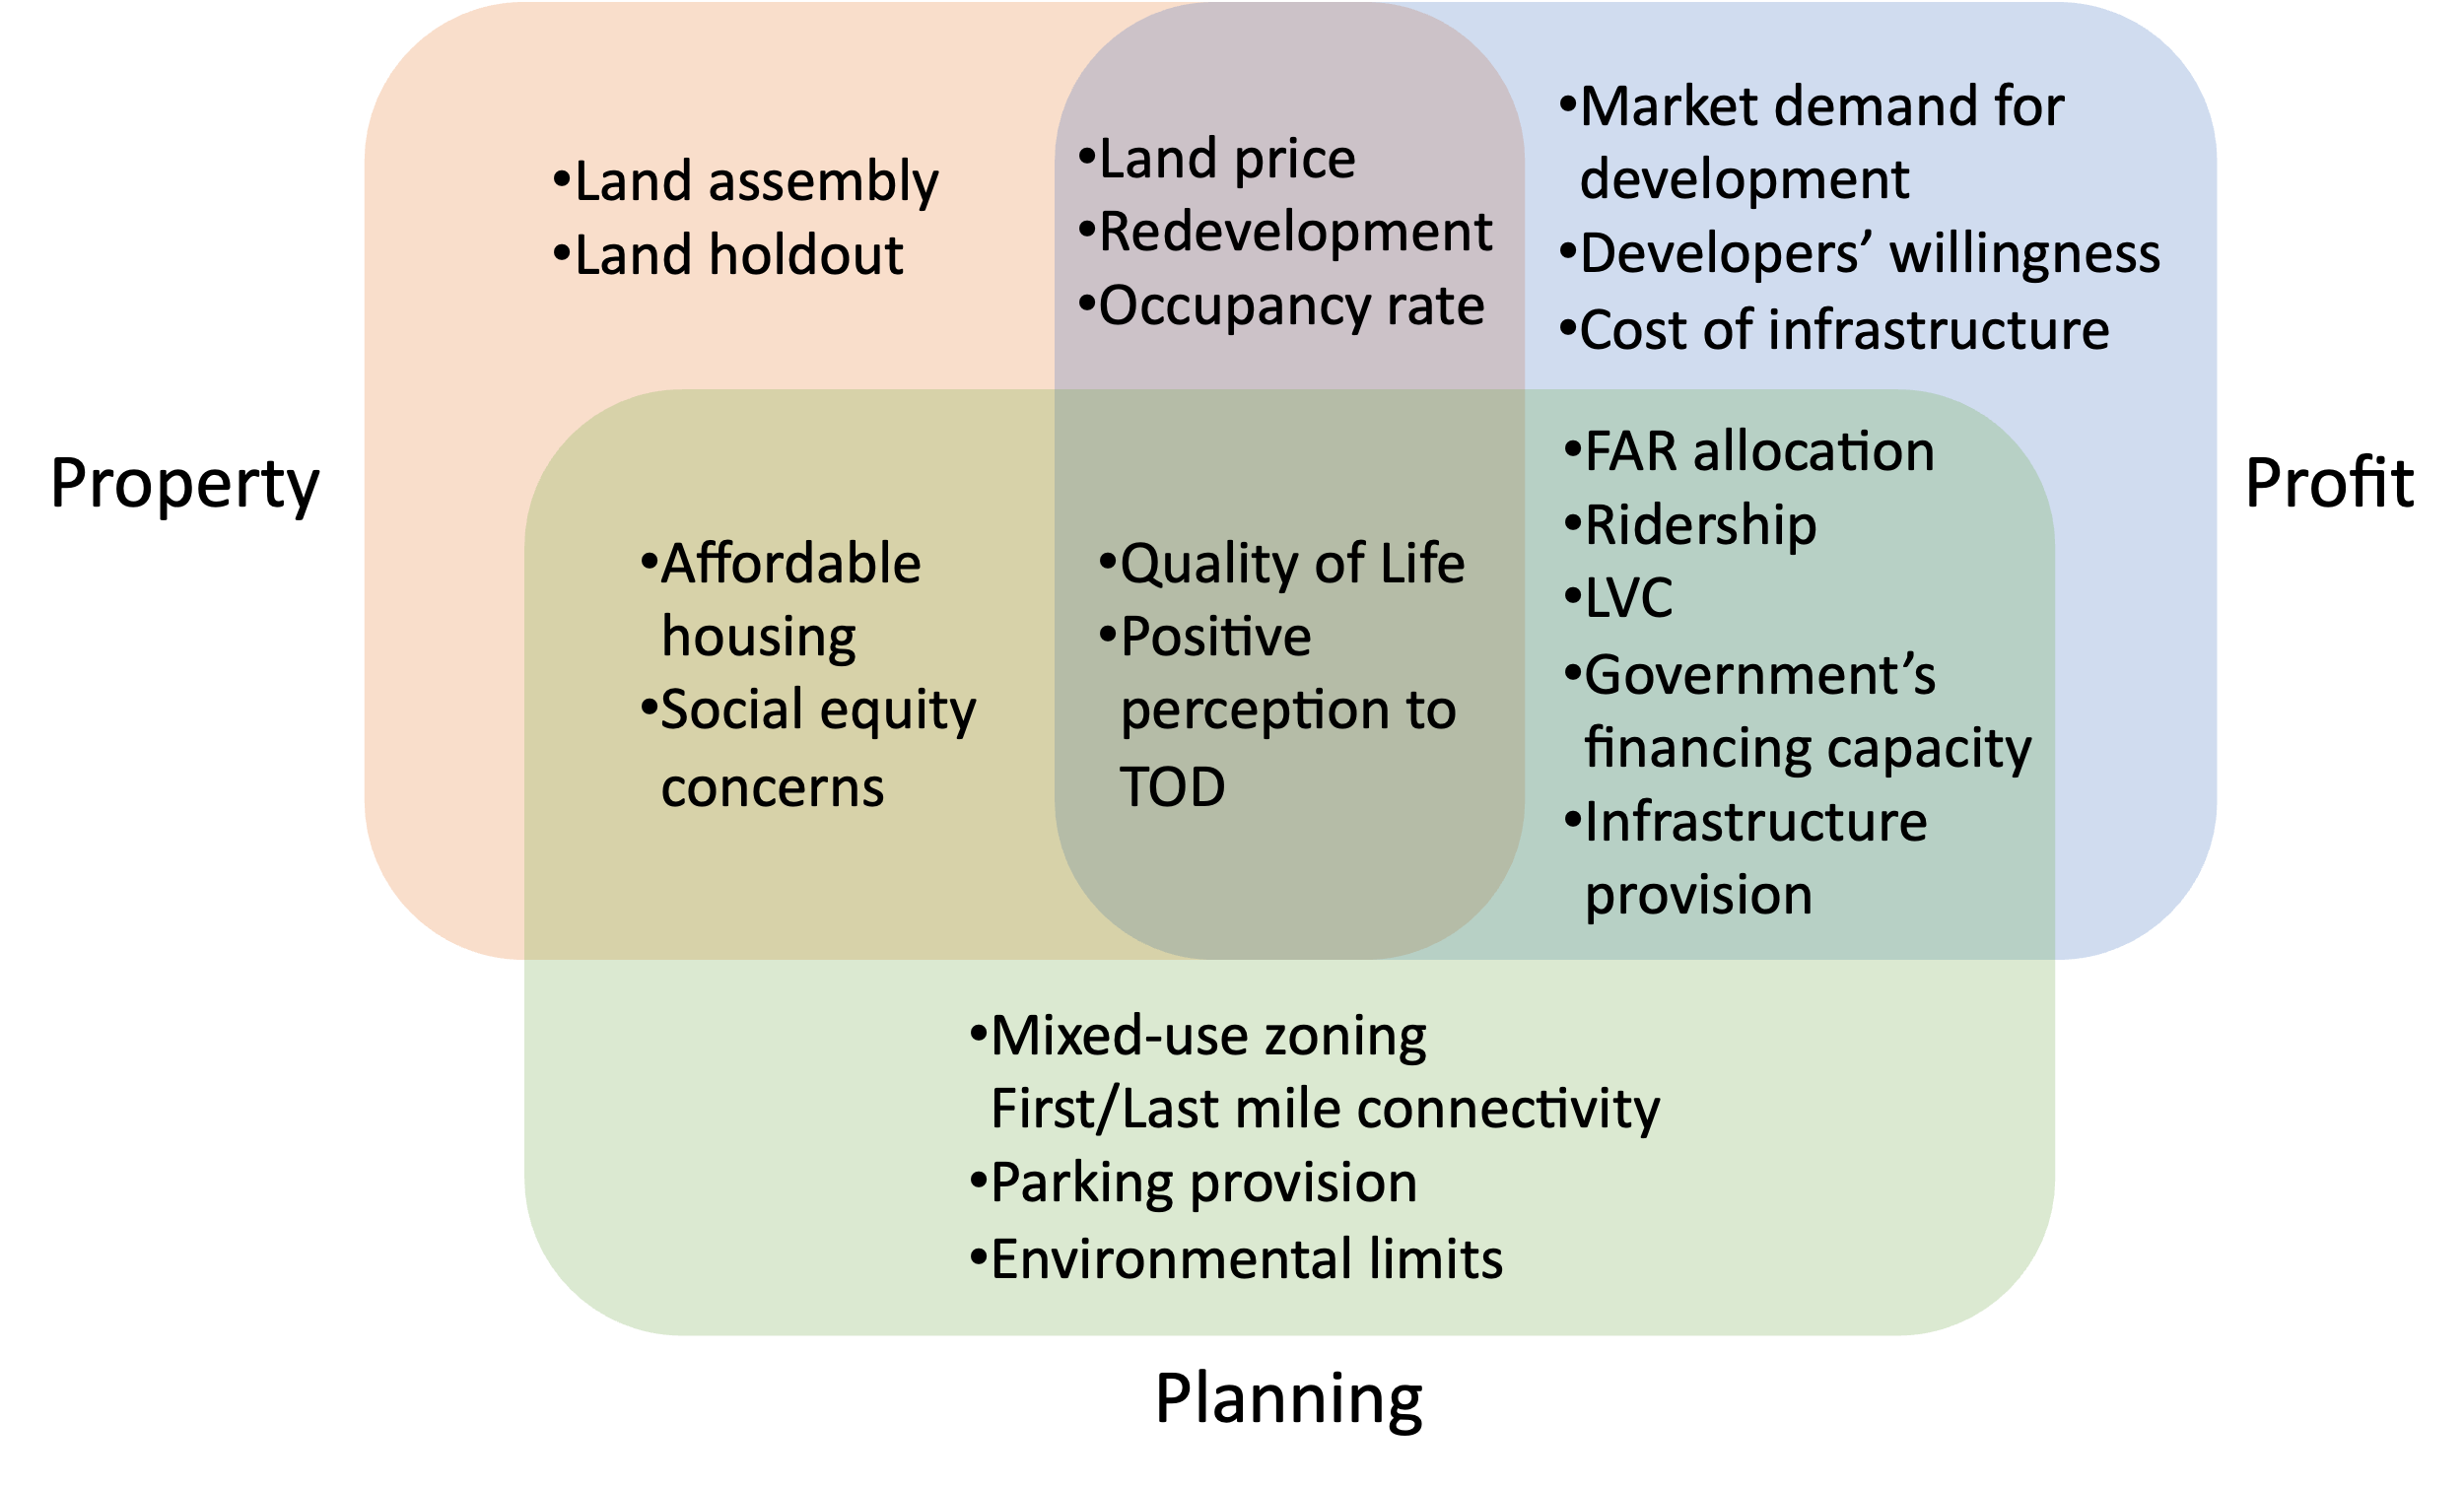 Property
•Land assembly
•Land holdout
•Land price
•Redevelopment
•Occupancy rate
•Market demand for
development
•Developers’ willingness
•Cost of infrastructure
Profit
•Affordable
housing
•Social equity
concerns
•Quality of Life
•Positive
perception to
TOD
•FAR allocation
•Ridership
•LVC
•Government’s
financing capacity
•Infrastructure
provision
•Mixed-use zoning
First/Last mile connectivity
•Parking provision
•Environmental limits
Planning